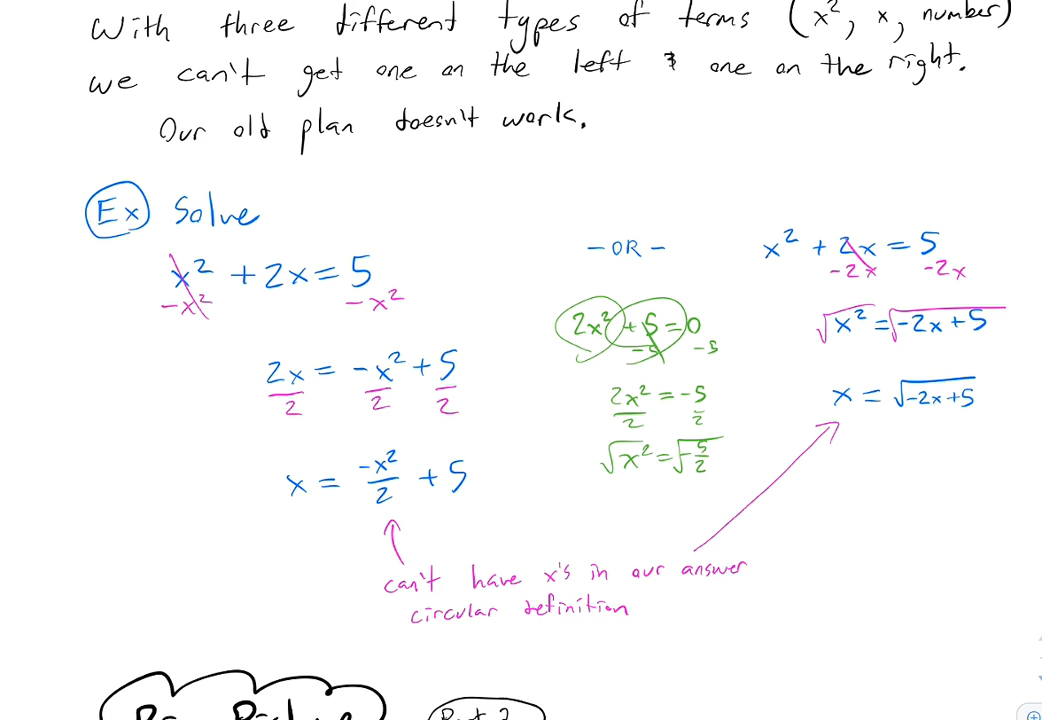 With three different types of terms (x², x, number)
we can't get one on the left & one on the right.
Our old plan doesn't work.
Ex Solve
x² + 2x = 5
-x² -x²
2x = -x² + 5
2 2 2
x = -x²/2 + 5
- OR -
2x² + 5 = 0
-5 -5
2x² = -5
2 2
√x² = √-5/2
x² + 2x = 5
-2x -2x
√x² = √-2x + 5
x = √-2x + 5
can't have x's in our answer
circular definition